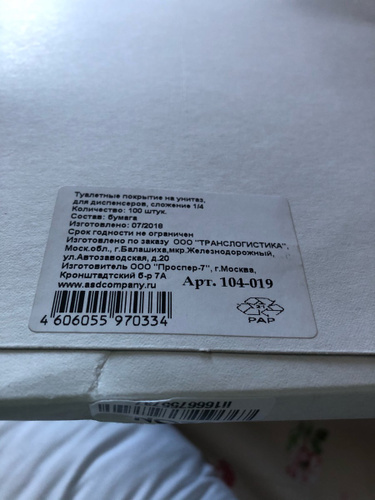 Туалетные покрытие на унитаз,
для диспенсеров, сложение 1/4
Количество: 100 штук.
Состав: бумага
Изготовлено: 07/2018
Срок годности не ограничен
Изготовлено по заказу ООО "ТРАНСЛОГИСТИКА",
Моск.обл., г.Балашиха,мкр.Железнодорожный,
ул.Автозаводская, д.20
Изготовитель ООО "Проспер-7", г.Москва,
Кронштадтский б-р 7А
www.asdcompany.ru
Арт. 104-019
4 606055 970334
PAP